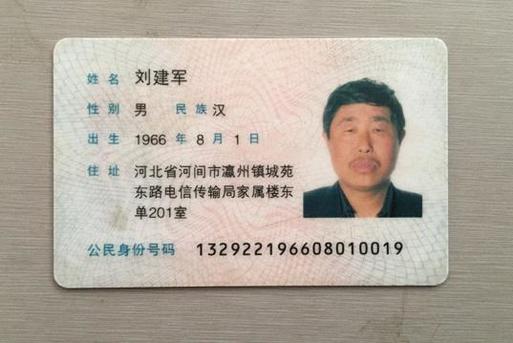 姓名 刘建军
性别 男 民族 汉
出生 1966 年 8 月 1 日
住址 河北省河间市瀛州镇城苑
东路电信传输局家属楼东
单201室
公民身份号码 132922196608010019